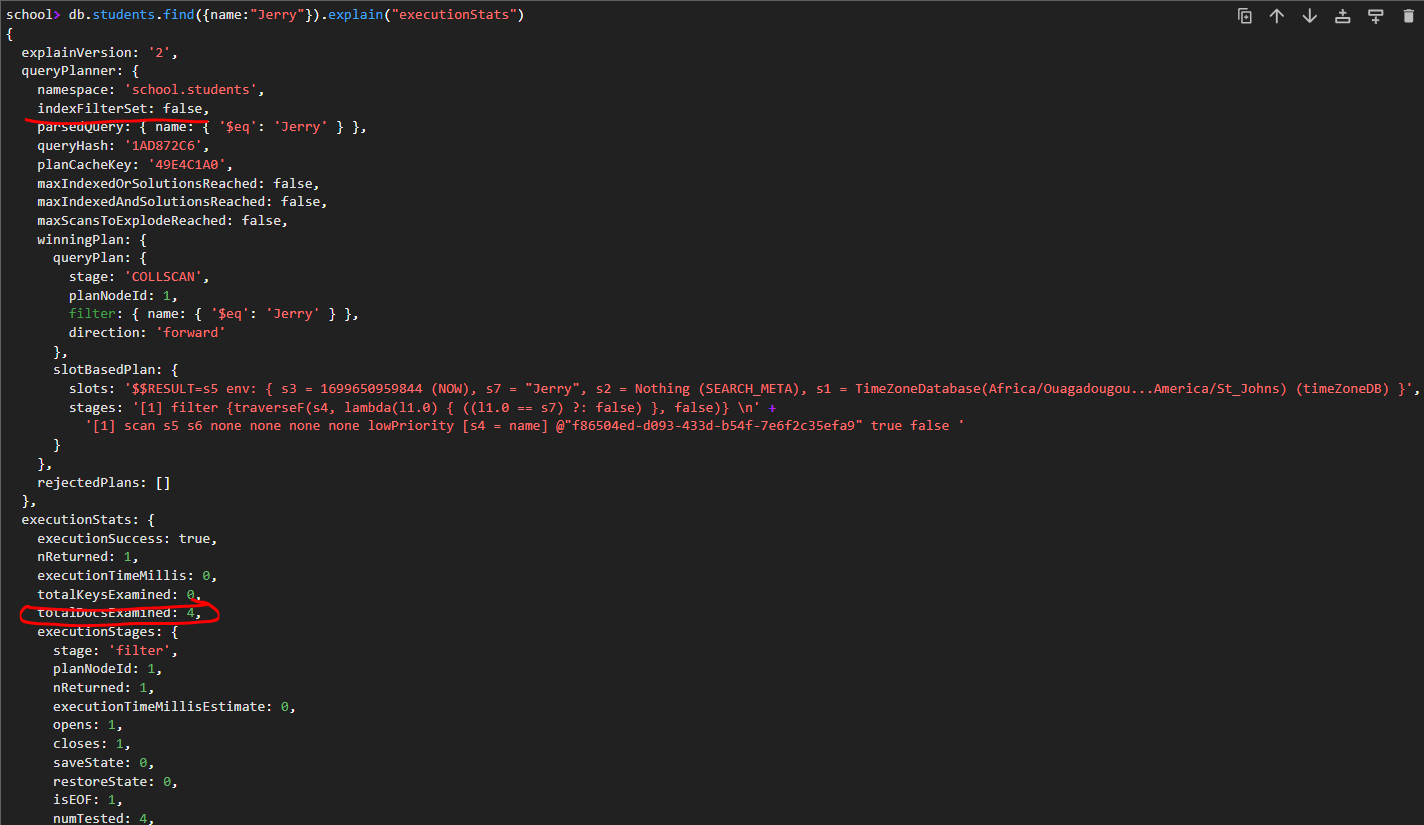 school> db.students.find({name:"Jerry"}).explain("executionStats")
{
  explainVersion: '2',
  queryPlanner: {
    namespace: 'school.students',
    indexFilterSet: false,
    parsedQuery: { name: { '$eq': 'Jerry' } },
    queryHash: '1AD872C6',
    planCacheKey: '49E4C1A0',
    maxIndexedOrSolutionsReached: false,
    maxIndexedAndSolutionsReached: false,
    maxScansToExplodeReached: false,
    winningPlan: {
      queryPlan: {
        stage: 'COLLSCAN',
        planNodeId: 1,
        filter: { name: { '$eq': 'Jerry' } },
        direction: 'forward'
      },
      slotBasedPlan: {
        slots: '$$RESULT=s5 env: { s3 = 1699650959844 (NOW), s7 = "Jerry", s2 = Nothing (SEARCH_META), s1 = TimeZoneDatabase(Africa/Ouagadougou...America/St_Johns) (timeZoneDB) }',
        stages: '[1] filter {traverseF(s4, lambda(l1.0) { ((l1.0 == s7) ?: false) }, false)} \n' +
          '[1] scan s5 s6 none none none none lowPriority [s4 = name] @"f86504ed-d093-433d-b54f-7e6f2c35efa9" true false '
      }
    },
    rejectedPlans: []
  },
  executionStats: {
    executionSuccess: true,
    nReturned: 1,
    executionTimeMillis: 0,
    totalKeysExamined: 0,
    totalDocsExamined: 4,
    executionStages: {
      stage: 'filter',
      planNodeId: 1,
      nReturned: 1,
      executionTimeMillisEstimate: 0,
      opens: 1,
      closes: 1,
      saveState: 0,
      restoreState: 0,
      isEOF: 1,
      numTested: 4,